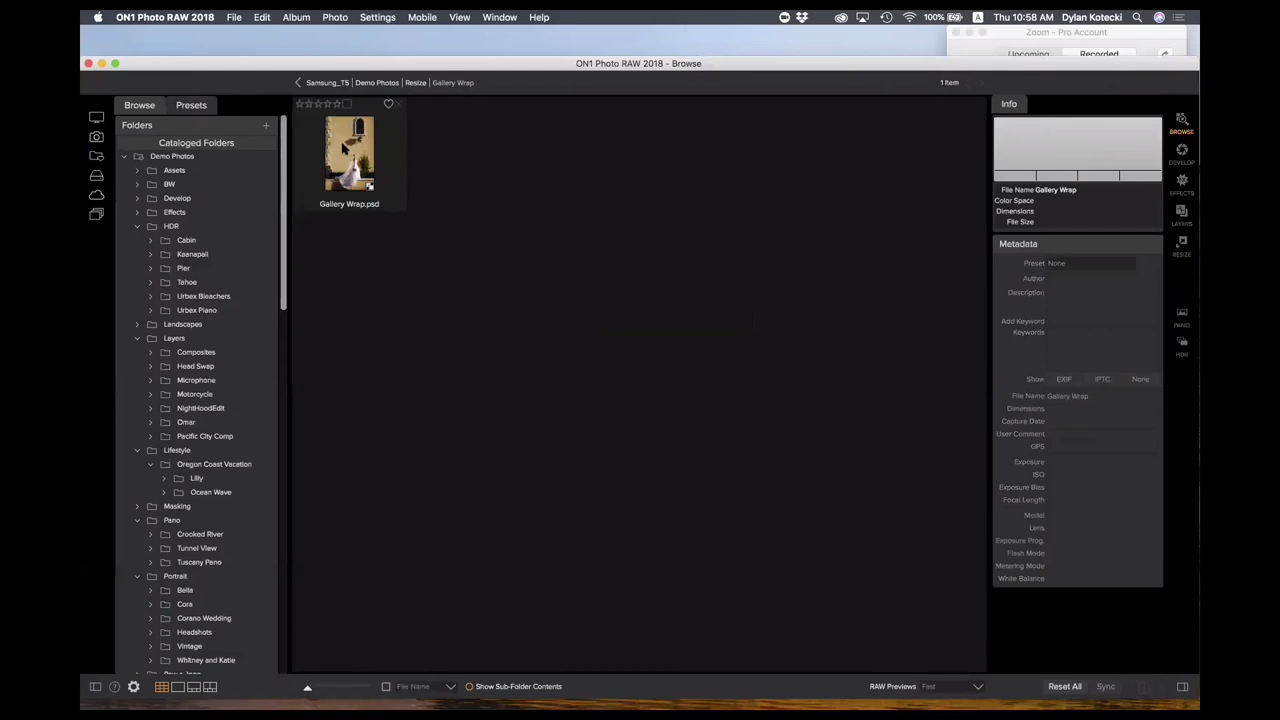 ON1 Photo RAW 2018 File Edit Album Photo Settings Mobile View Window Help 100% A Thu 10:58 AM Dylan Kotecki
Zoom - Pro Account
Upcoming Recorded
ON1 Photo RAW 2018 - Browse
Samsung_T5 Demo Photos Resize Gallery Wrap 1 Item
Browse Presets
Info
Folders
Cataloged Folders
Demo Photos
Assets
BW
Develop
Effects
HDR
Cabin
Kaanapali
Pier
Tahoe
Urbex Bleachers
Urbex Piano
Landscapes
Layers
Composites
Head Swap
Microphone
Motorcycle
NightHoodEdit
Omar
Pacific City Comp
Lifestyle
Oregon Coast Vacation
Lilly
Ocean Wave
Masking
Pano
Crooked River
Tunnel View
Tuscany Pano
Portrait
Bella
Cora
Corano Wedding
Headshots
Vintage
Whitney and Katie
Gallery Wrap.psd
File Name Gallery Wrap
Color Space
Dimensions
File Size
Metadata
Preset None
Author
Description
Add Keyword
Keywords
Show EXIF IPTC None
File Name Gallery Wrap
Dimensions
Capture Date
User Comment
GPS
Exposure
ISO
Exposure Bias
Focal Length
Model
Lens
Exposure Prog.
Flash Mode
Metering Mode
White Balance
BROWSE
DEVELOP
EFFECTS
LAYERS
RESIZE
PANO
HDR
File Name Show Sub-Folder Contents RAW Previews Fast Reset All Sync